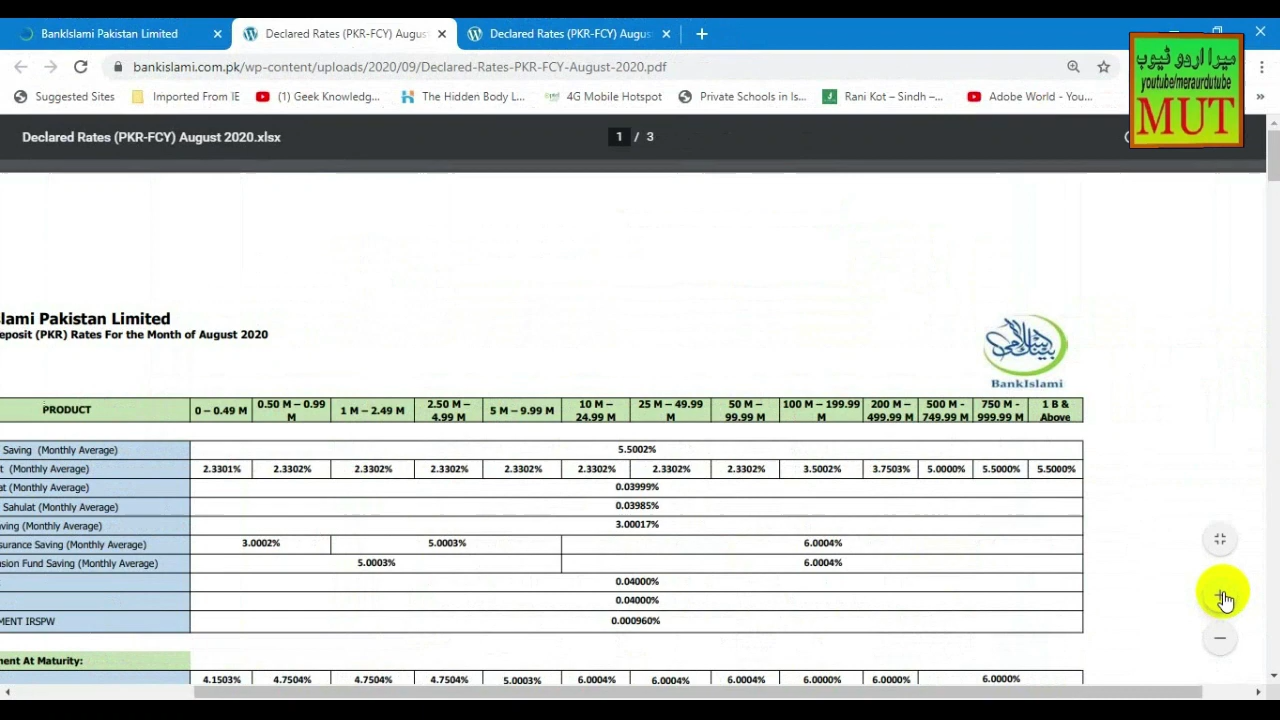 BankIslami Pakistan Limited
Declared Rates (PKR-FCY) Augus
Declared Rates (PKR-FCY) Augus
bankislami.com.pk/wp-content/uploads/2020/09/Declared-Rates-PKR-FCY-August-2020.pdf
Suggested Sites Imported From IE (1) Geek Knowledg... The Hidden Body L... 4G Mobile Hotspot Private Schools in Is... Rani Kot – Sindh –... Adobe World - You... »
میرا اردو ٹیوب
youtube/meraurdutube
MUT
Declared Rates (PKR-FCY) August 2020.xlsx 1 / 3
lami Pakistan Limited
eposit (PKR) Rates For the Month of August 2020
بینک اسلامی
BankIslami
PRODUCT 0 – 0.49 M 0.50 M – 0.99 M 1 M – 2.49 M 2.50 M – 4.99 M 5 M – 9.99 M 10 M – 24.99 M 25 M – 49.99 M 50 M – 99.99 M 100 M – 199.99 M 200 M – 499.99 M 500 M - 749.99 M 750 M - 999.99 M 1 B & Above
Saving (Monthly Average) 5.5002%
t (Monthly Average) 2.3301% 2.3302% 2.3302% 2.3302% 2.3302% 2.3302% 2.3302% 2.3302% 3.5002% 3.7503% 5.0000% 5.5000% 5.5000%
at (Monthly Average) 0.03999%
Sahulat (Monthly Average) 0.03985%
ving (Monthly Average) 3.00017%
surance Saving (Monthly Average) 3.0002% 5.0003% 6.0004%
nsion Fund Saving (Monthly Average) 5.0003% 6.0004%
0.04000%
0.04000%
MENT IRSPW 0.000960%
ment At Maturity:
4.1503% 4.7504% 4.7504% 4.7504% 5.0003% 6.0004% 6.0004% 6.0004% 6.0000% 6.0000% 6.0000%